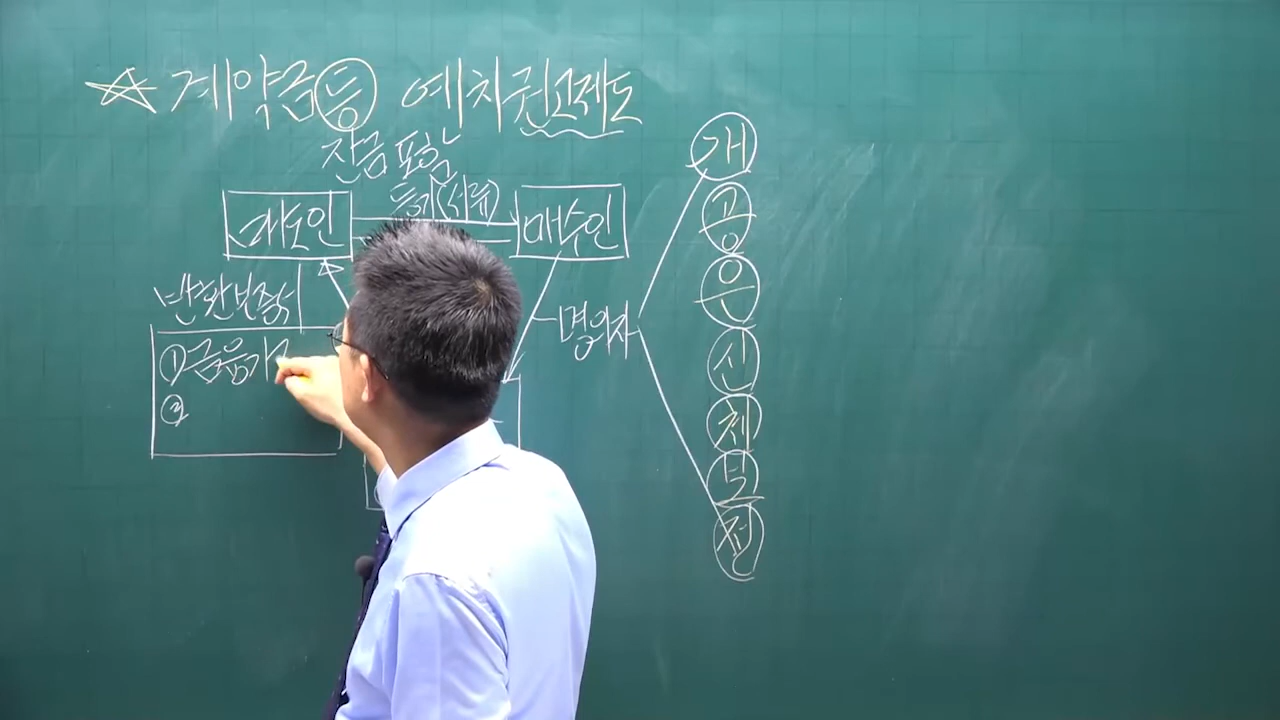 ☆ 계약금등 예치권고제도
잔금 포함
등기(서류)
매도인
매수인
반환보증서
명의자
① 금융기
②
개
공
은
신
체
보
전